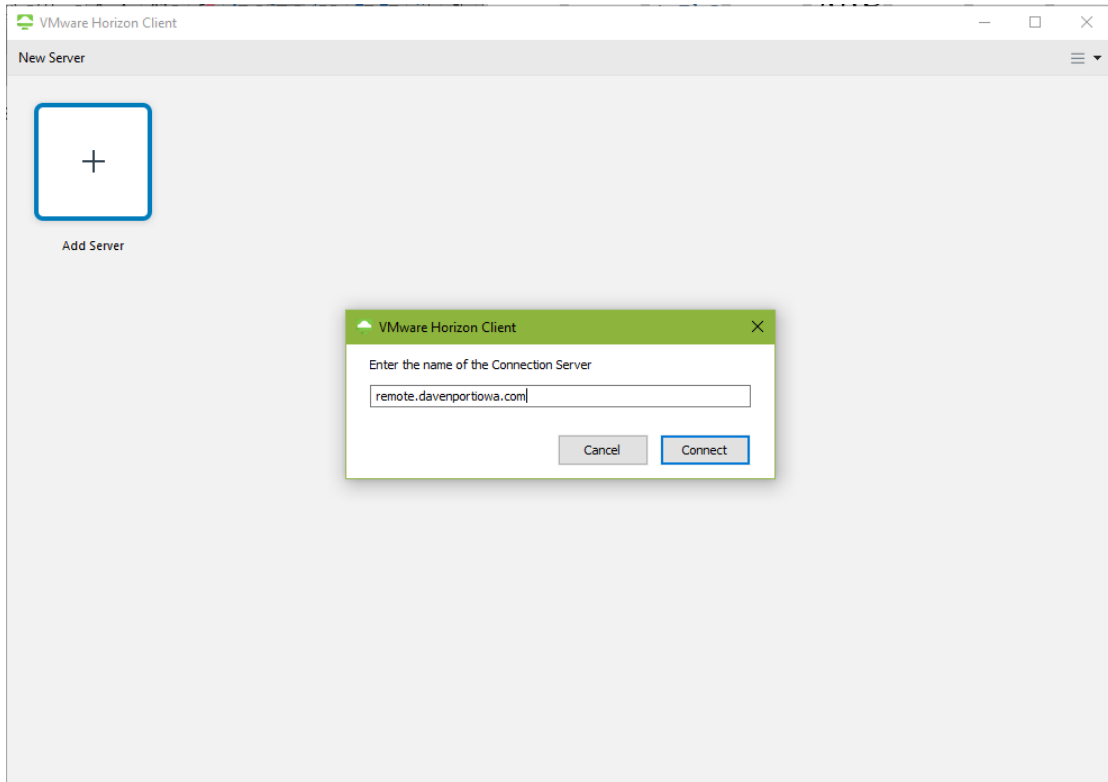 VMware Horizon Client
New Server
Add Server
VMware Horizon Client
Enter the name of the Connection Server
remote.davenportiowa.com
Cancel Connect